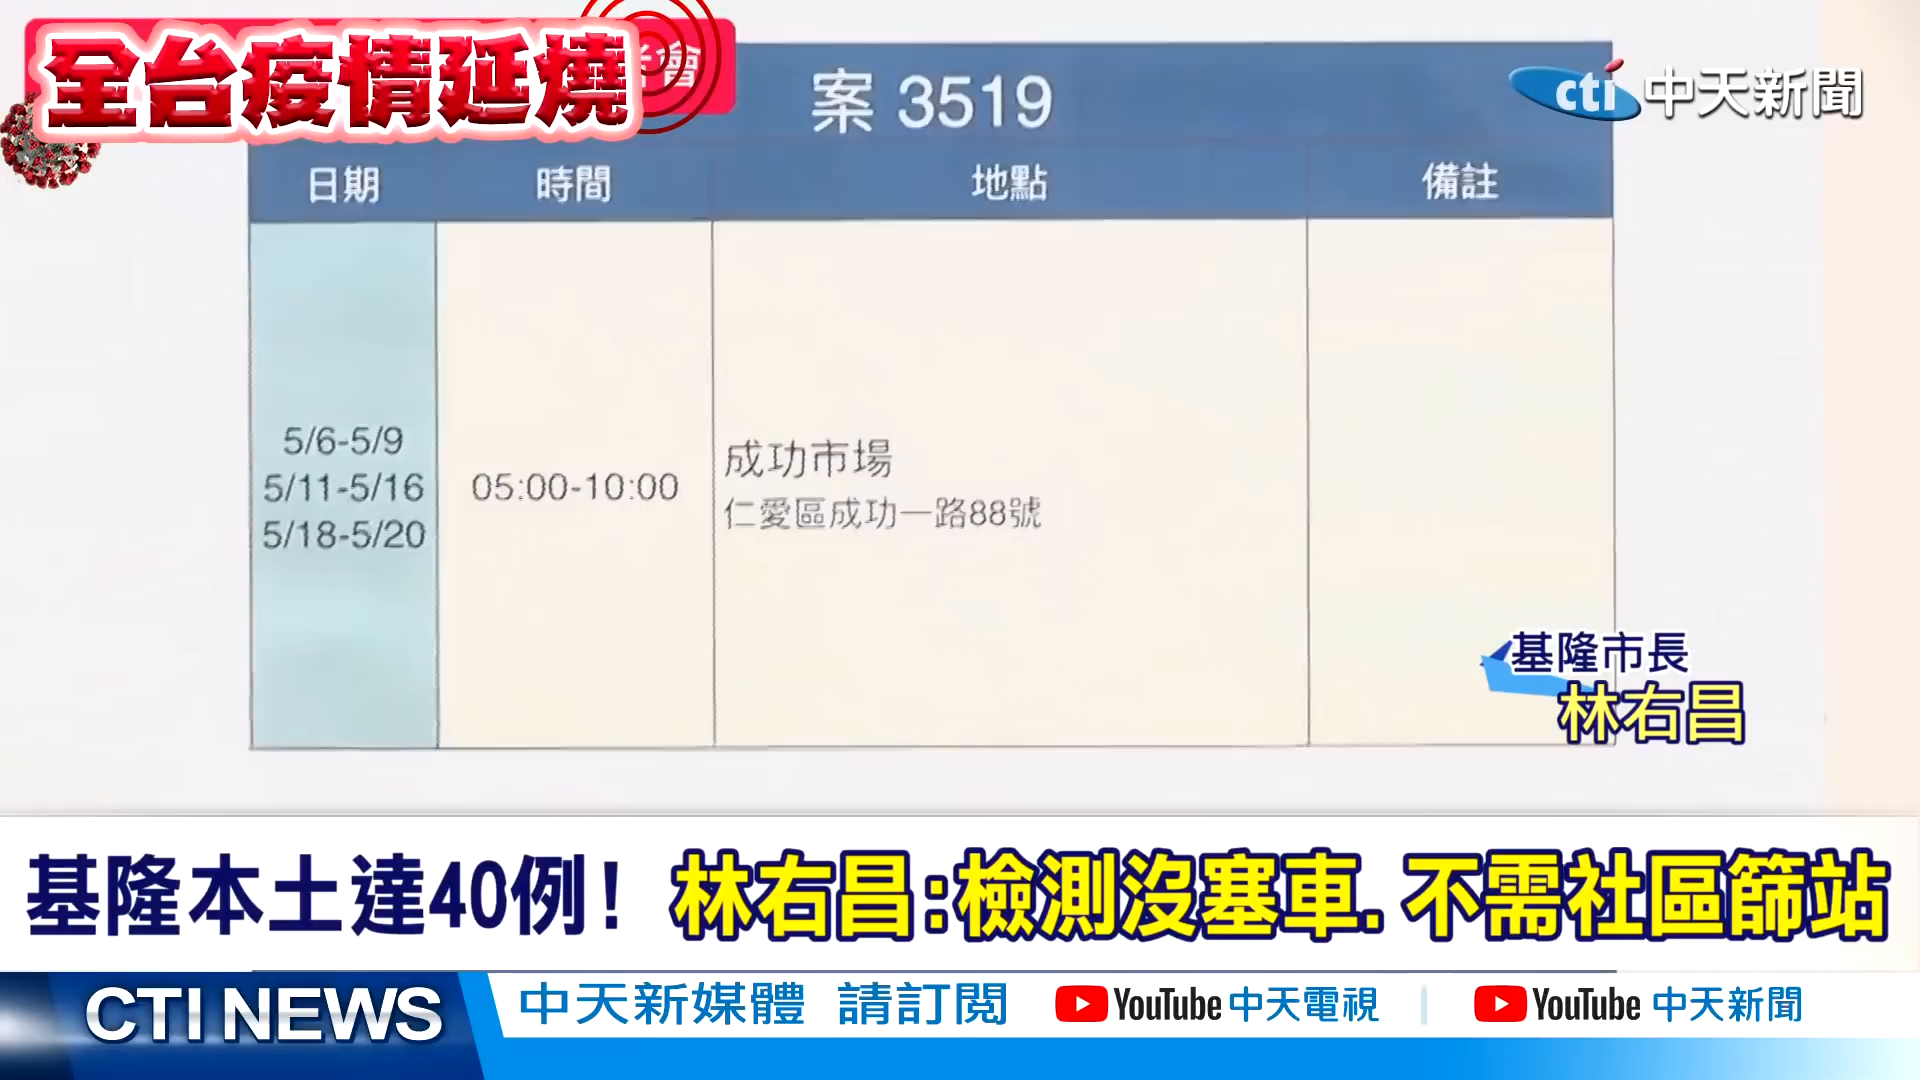 全台疫情延燒
會
cti 中天新聞
案 3519
日期 時間 地點 備註
5/6-5/9
5/11-5/16
5/18-5/20
05:00-10:00
成功市場
仁愛區成功一路88號
基隆市長
林右昌
基隆本土達40例! 林右昌:檢測沒塞車.不需社區篩站
CTI NEWS
中天新媒體 請訂閱 YouTube 中天電視 | YouTube 中天新聞